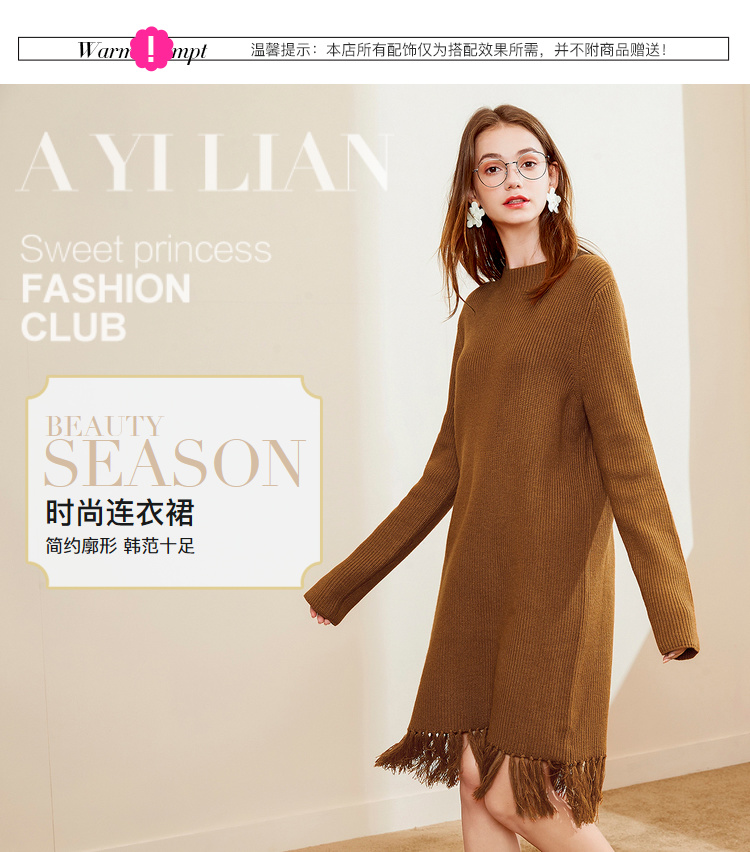 Warm
!
mpt
温馨提示：本店所有配饰仅为搭配效果所需，并不附商品赠送！
A YI LIAN
Sweet princess
FASHION
CLUB
BEAUTY
SEASON
时尚连衣裙
简约廓形 韩范十足